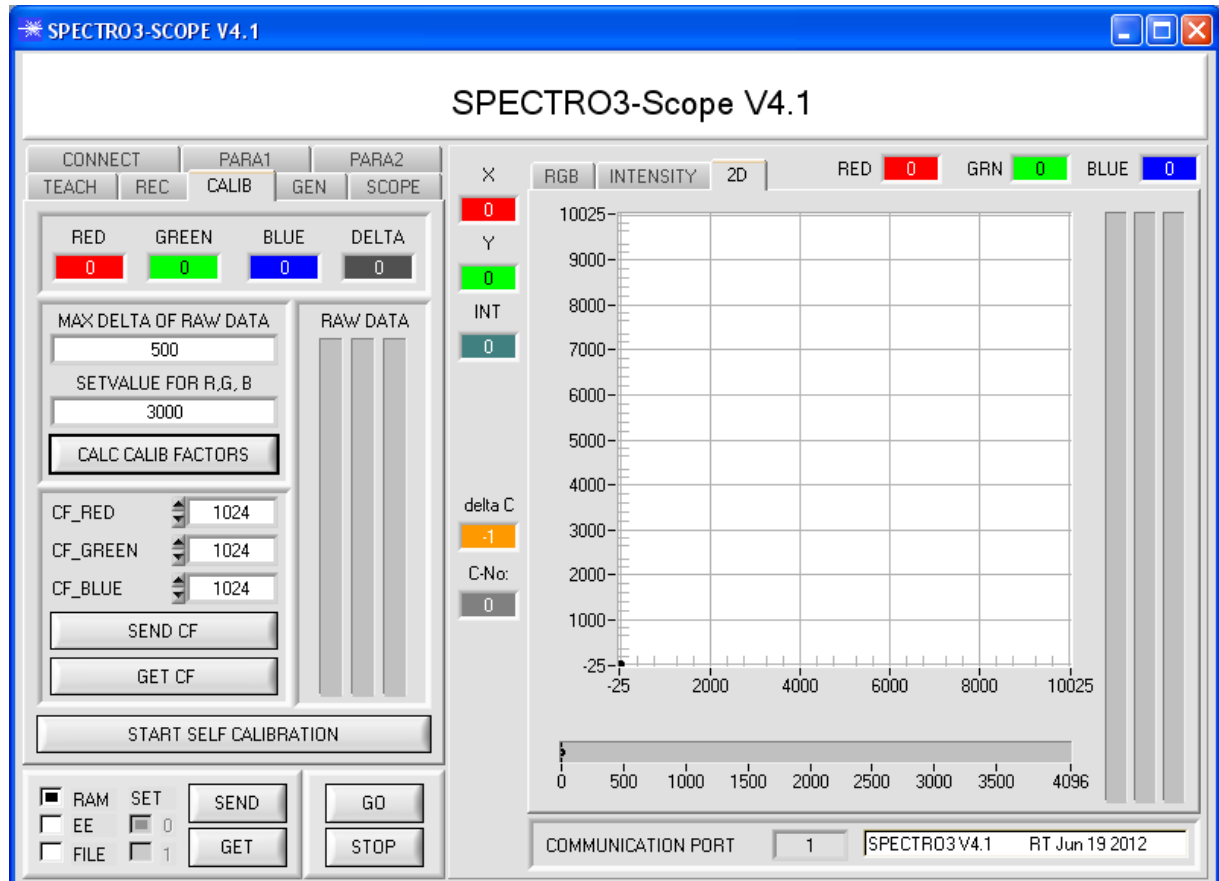 SPECTRO3-SCOPE V4.1
SPECTRO3-Scope V4.1
CONNECT PARA1 PARA2
TEACH REC CALIB GEN SCOPE
RED GREEN BLUE DELTA
0 0 0 0
MAX DELTA OF RAW DATA
500
SETVALUE FOR R,G, B
3000
CALC CALIB FACTORS
RAW DATA
CF_RED 1024
CF_GREEN 1024
CF_BLUE 1024
SEND CF
GET CF
START SELF CALIBRATION
RAM SET
EE 0
FILE 1
SEND
GET
GO
STOP
X
0
Y
0
INT
0
delta C
-1
C-No:
0
RGB INTENSITY 2D
RED 0 GRN 0 BLUE 0
10025
9000
8000
7000
6000
5000
4000
3000
2000
1000
-25
-25 2000 4000 6000 8000 10025
0 500 1000 1500 2000 2500 3000 3500 4096
COMMUNICATION PORT 1 SPECTRO3 V4.1 RT Jun 19 2012